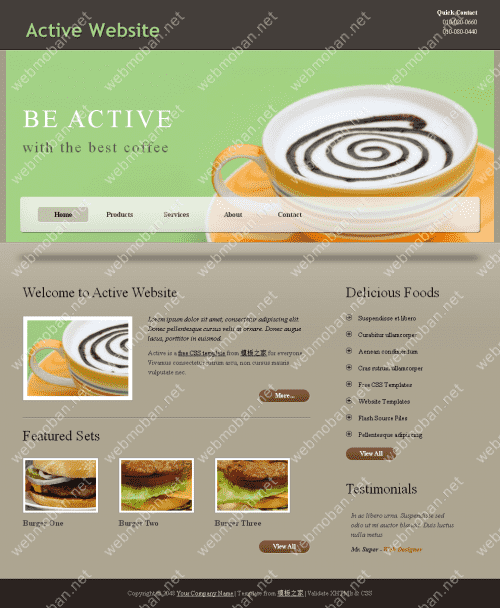 Active Website
Quick Contact
010-020-0660
010-080-0440
BE ACTIVE
with the best coffee
Home
Products
Services
About
Contact
Welcome to Active Website
Lorem ipsum dolor sit amet, consectetur adipiscing elit.
Donec pellentesque cursus velit ut ornare. Donec augue
lacus, porttitor in euismod.
Active is a free CSS template from 模板之家 for everyone.
Vivamus consectetur rutrum arcu, non cursus mauris
vulputate nec.
More...
Featured Sets
Burger One
Burger Two
Burger Three
View All
Delicious Foods
Suspendisse et libero
Curabitur ullamcorper
Aenean condimentum
Cras rutrum ullamcorper
Free CSS Templates
Website Templates
Flash Source Files
Pellentesque adipiscing
View All
Testimonials
In ac libero urna. Suspendisse sed
odio ut mi auctor blandit. Duis luctus
nulla metus
Mr. Super - Web Designer
Copyright © 2048 Your Company Name | Template from 模板之家 | Validate XHTML & CSS
webmoban.net